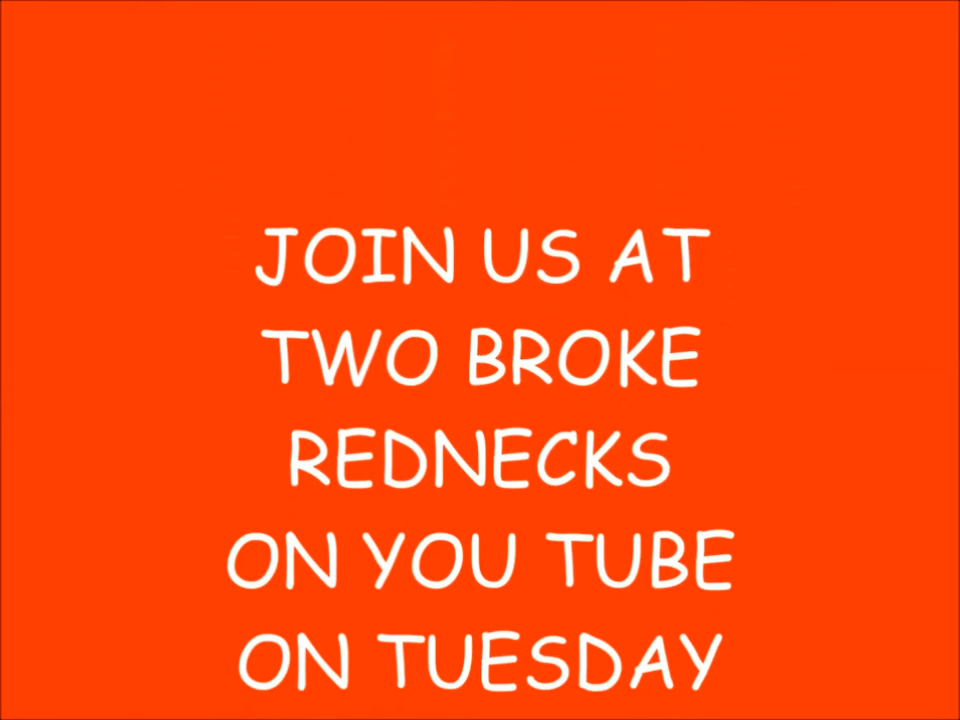 JOIN US AT
TWO BROKE
REDNECKS
ON YOU TUBE
ON TUESDAY